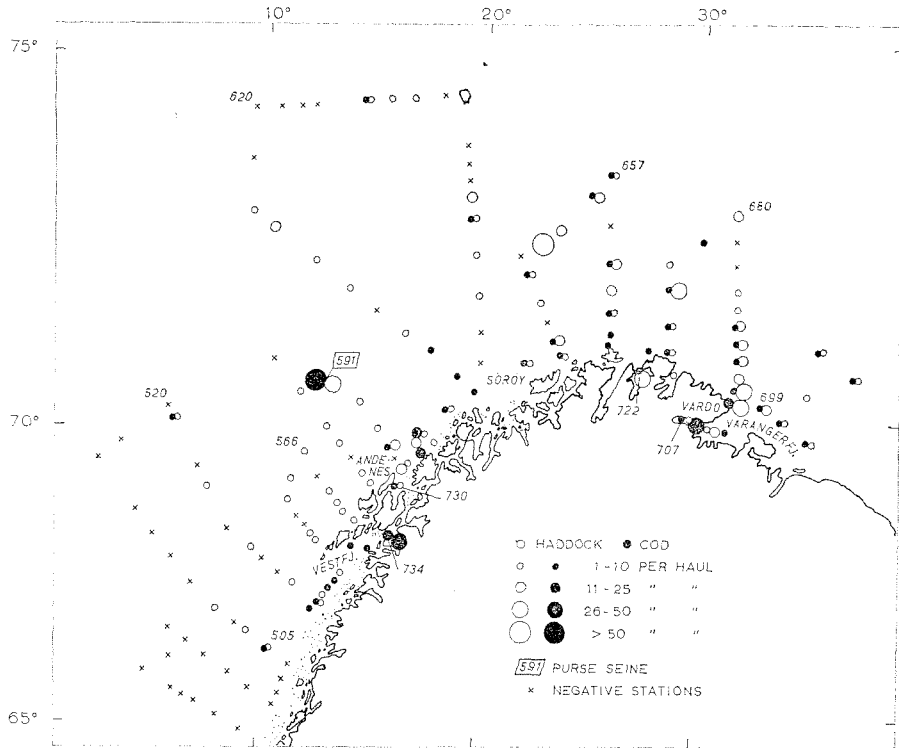 10° 20° 30°
75°
620
657
680
591
SÖRÖY
520
70°
722
VARDÖ
699
VARANGERFJ.
707
566
ANDE-
NES
730
VESTFJ.
734
HADDOCK COD
1-10 PER HAUL
11-25 " "
26-50 " "
> 50 " "
505
591 PURSE SEINE
× NEGATIVE STATIONS
65°